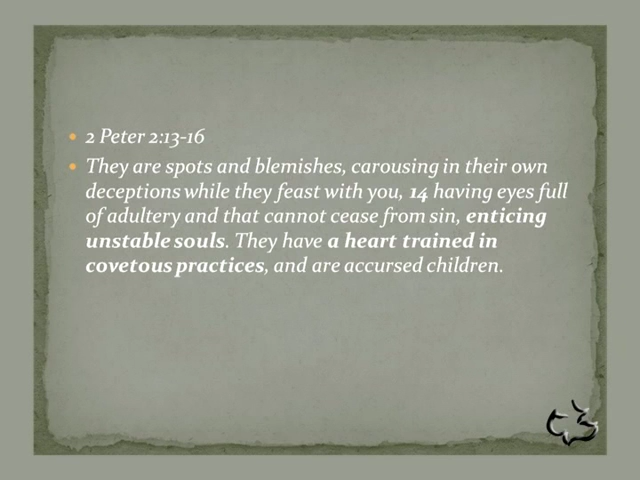 2 Peter 2:13-16
They are spots and blemishes, carousing in their own
deceptions while they feast with you, 14 having eyes full
of adultery and that cannot cease from sin, enticing
unstable souls. They have a heart trained in
covetous practices, and are accursed children.